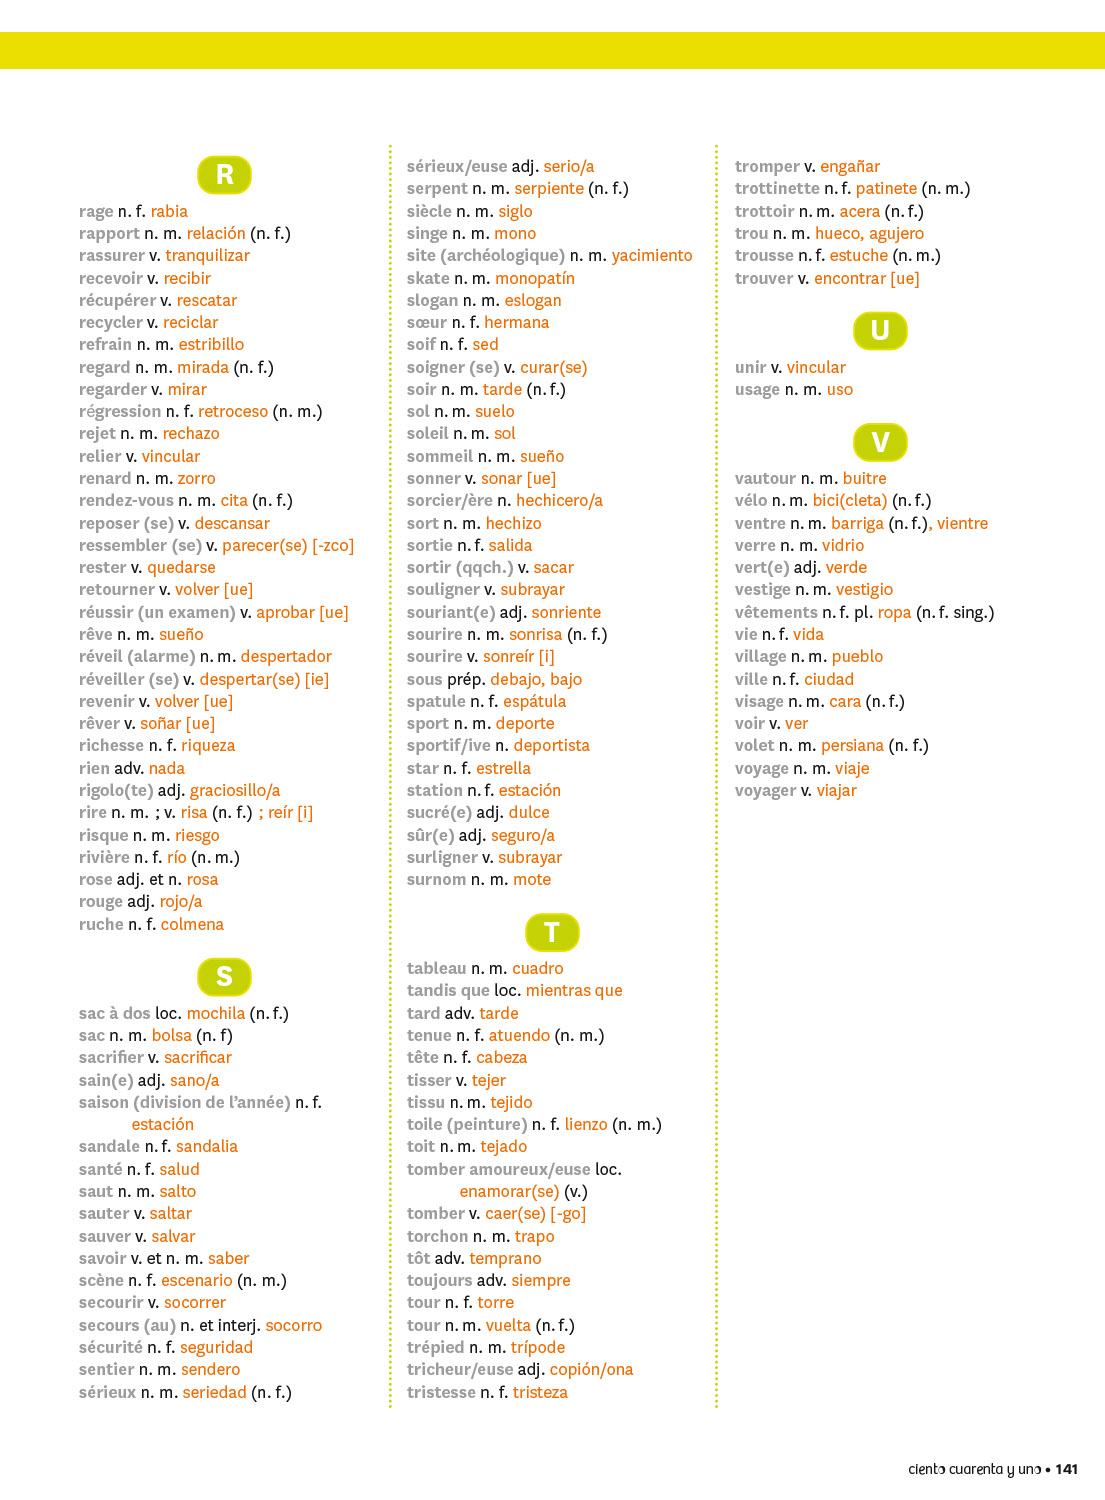 R
rage n. f. rabia
rapport n. m. relación (n. f.)
rassurer v. tranquilizar
recevoir v. recibir
récupérer v. rescatar
recycler v. reciclar
refrain n. m. estribillo
regard n. m. mirada (n. f.)
regarder v. mirar
régression n. f. retroceso (n. m.)
rejet n. m. rechazo
relier v. vincular
renard n. m. zorro
rendez-vous n. m. cita (n. f.)
reposer (se) v. descansar
ressembler (se) v. parecer(se) [-zco]
rester v. quedarse
retourner v. volver [ue]
réussir (un examen) v. aprobar [ue]
rêve n. m. sueño
réveil (alarme) n. m. despertador
réveiller (se) v. despertar(se) [ie]
revenir v. volver [ue]
rêver v. soñar [ue]
richesse n. f. riqueza
rien adv. nada
rigolo(te) adj. graciosillo/a
rire n. m. ; v. risa (n. f.) ; reír [i]
risque n. m. riesgo
rivière n. f. río (n. m.)
rose adj. et n. rosa
rouge adj. rojo/a
ruche n. f. colmena
S
sac à dos loc. mochila (n. f.)
sac n. m. bolsa (n. f)
sacrifier v. sacrificar
sain(e) adj. sano/a
saison (division de l'année) n. f.
estación
sandale n. f. sandalia
santé n. f. salud
saut n. m. salto
sauter v. saltar
sauver v. salvar
savoir v. et n. m. saber
scène n. f. escenario (n. m.)
secourir v. socorrer
secours (au) n. et interj. socorro
sécurité n. f. seguridad
sentier n. m. sendero
sérieux n. m. seriedad (n. f.)
sérieux/euse adj. serio/a
serpent n. m. serpiente (n. f.)
siècle n. m. siglo
singe n. m. mono
site (archéologique) n. m. yacimiento
skate n. m. monopatín
slogan n. m. eslogan
sœur n. f. hermana
soif n. f. sed
soigner (se) v. curar(se)
soir n. m. tarde (n. f.)
sol n. m. suelo
soleil n. m. sol
sommeil n. m. sueño
sonner v. sonar [ue]
sorcier/ère n. hechicero/a
sort n. m. hechizo
sortie n. f. salida
sortir (qqch.) v. sacar
souligner v. subrayar
souriant(e) adj. sonriente
sourire n. m. sonrisa (n. f.)
sourire v. sonreír [i]
sous prép. debajo, bajo
spatule n. f. espátula
sport n. m. deporte
sportif/ive n. deportista
star n. f. estrella
station n. f. estación
sucré(e) adj. dulce
sûr(e) adj. seguro/a
surligner v. subrayar
surnom n. m. mote
T
tableau n. m. cuadro
tandis que loc. mientras que
tard adv. tarde
tenue n. f. atuendo (n. m.)
tête n. f. cabeza
tisser v. tejer
tissu n. m. tejido
toile (peinture) n. f. lienzo (n. m.)
toit n. m. tejado
tomber amoureux/euse loc.
enamorar(se) (v.)
tomber v. caer(se) [-go]
torchon n. m. trapo
tôt adv. temprano
toujours adv. siempre
tour n. f. torre
tour n. m. vuelta (n. f.)
trépied n. m. trípode
tricheur/euse adj. copión/ona
tristesse n. f. tristeza
tromper v. engañar
trottinette n. f. patinete (n. m.)
trottoir n. m. acera (n. f.)
trou n. m. hueco, agujero
trousse n. f. estuche (n. m.)
trouver v. encontrar [ue]
U
unir v. vincular
usage n. m. uso
V
vautour n. m. buitre
vélo n. m. bici(cleta) (n. f.)
ventre n. m. barriga (n. f.), vientre
verre n. m. vidrio
vert(e) adj. verde
vestige n. m. vestigio
vêtements n. f. pl. ropa (n. f. sing.)
vie n. f. vida
village n. m. pueblo
ville n. f. ciudad
visage n. m. cara (n. f.)
voir v. ver
volet n. m. persiana (n. f.)
voyage n. m. viaje
voyager v. viajar
ciento cuarenta y uno • 141